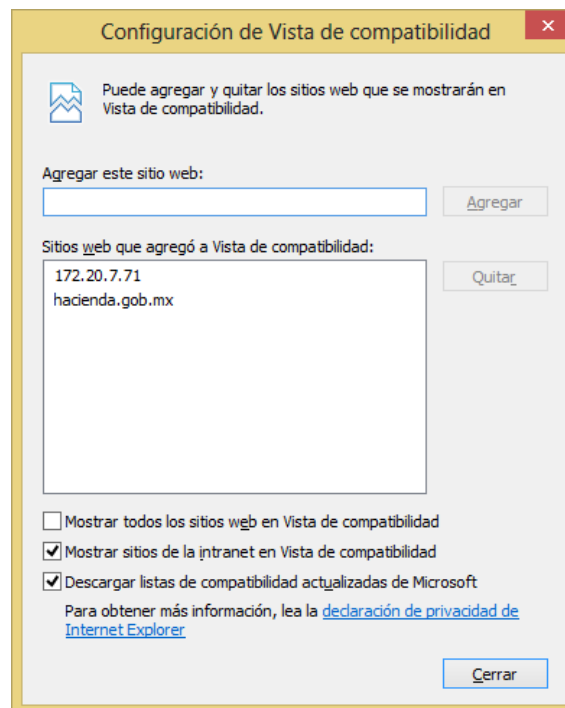 Configuración de Vista de compatibilidad
Puede agregar y quitar los sitios web que se mostrarán en
Vista de compatibilidad.
Agregar este sitio web:
Agregar
Sitios web que agregó a Vista de compatibilidad:
172.20.7.71
hacienda.gob.mx
Quitar
Mostrar todos los sitios web en Vista de compatibilidad
Mostrar sitios de la intranet en Vista de compatibilidad
Descargar listas de compatibilidad actualizadas de Microsoft
Para obtener más información, lea la declaración de privacidad de
Internet Explorer
Cerrar